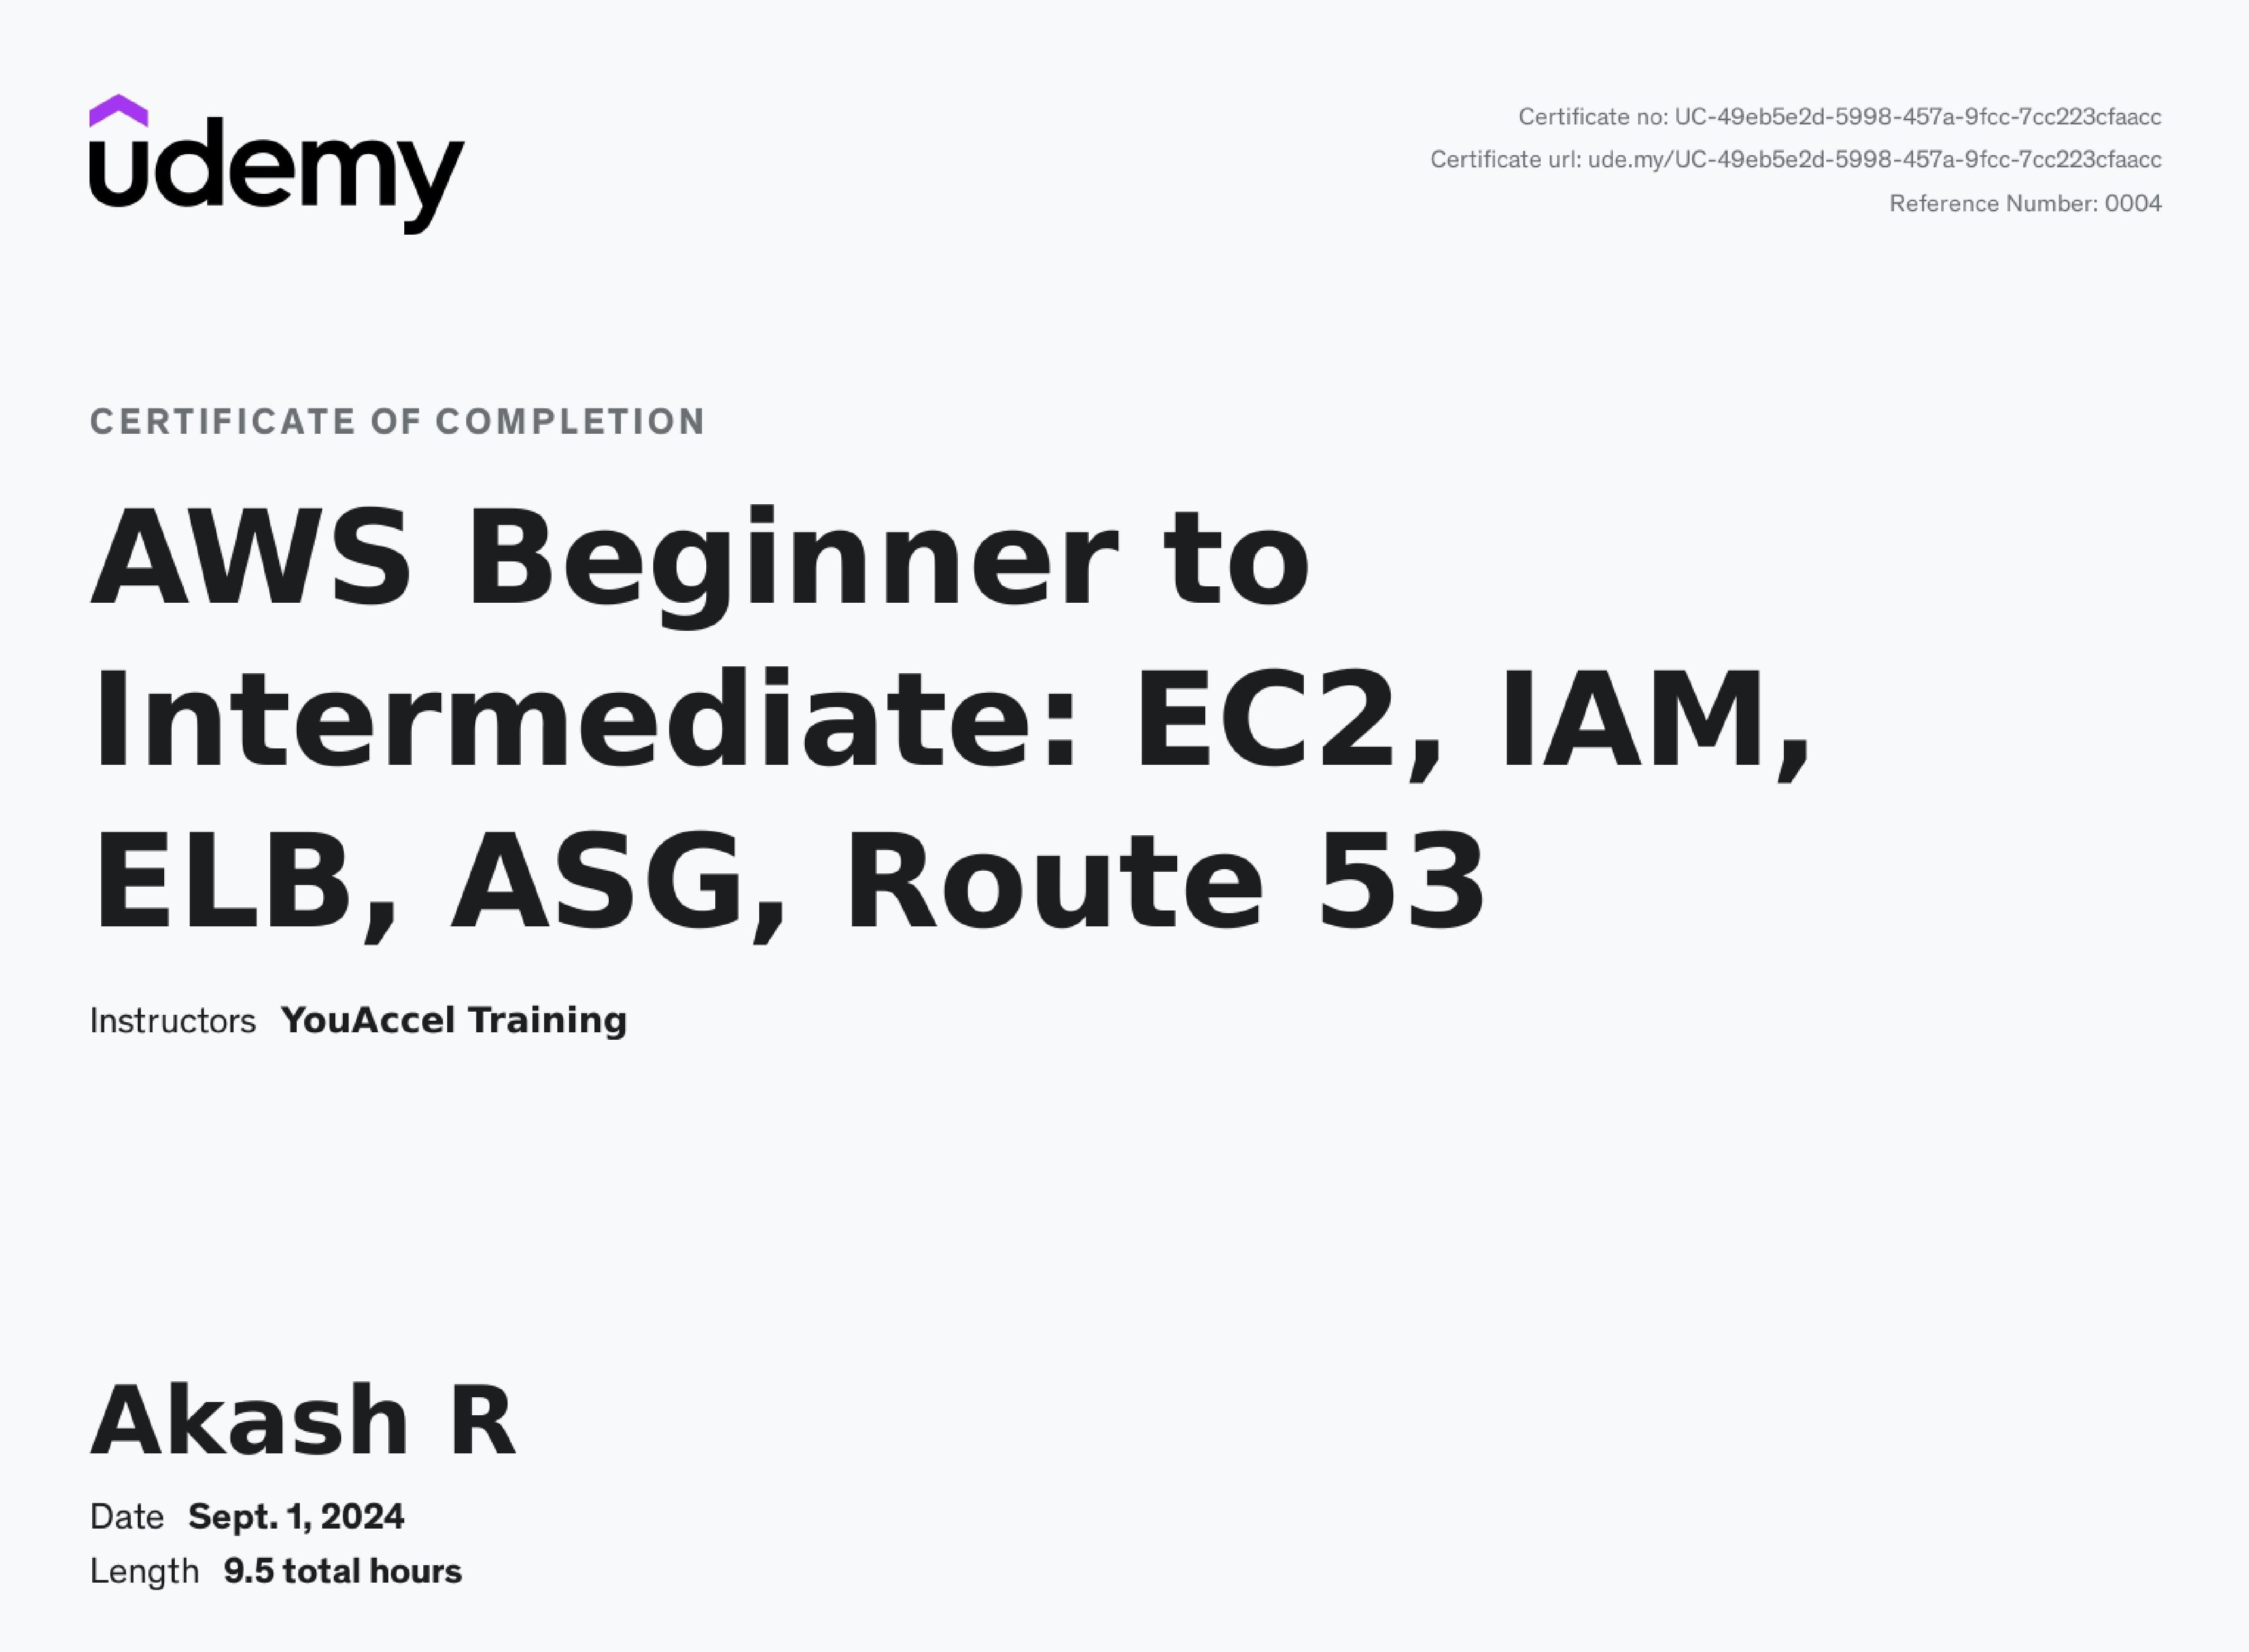 udemy
Certificate no: UC-49eb5e2d-5998-457a-9fcc-7cc223cfaacc
Certificate url: ude.my/UC-49eb5e2d-5998-457a-9fcc-7cc223cfaacc
Reference Number: 0004
CERTIFICATE OF COMPLETION
AWS Beginner to
Intermediate: EC2, IAM,
ELB, ASG, Route 53
Instructors YouAccel Training
Akash R
Date Sept. 1, 2024
Length 9.5 total hours